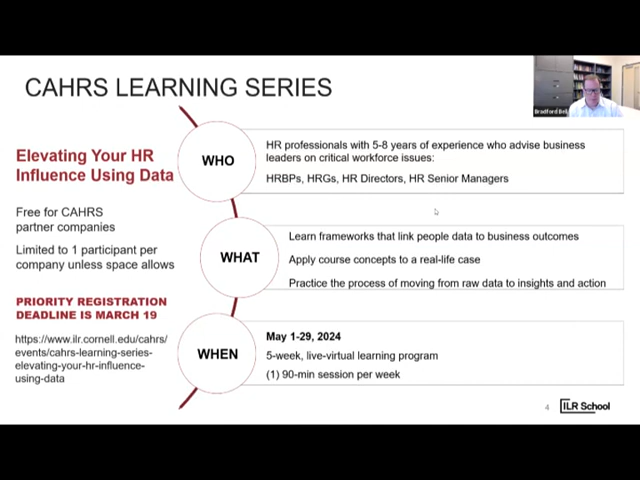 CAHRS LEARNING SERIES
Elevating Your HR
Influence Using Data
Free for CAHRS
partner companies
Limited to 1 participant per
company unless space allows
PRIORITY REGISTRATION
DEADLINE IS MARCH 19
https://www.ilr.cornell.edu/cahrs/
events/cahrs-learning-series-
elevating-your-hr-influence-
using-data
WHO
HR professionals with 5-8 years of experience who advise business
leaders on critical workforce issues:
HRBPs, HRGs, HR Directors, HR Senior Managers
WHAT
Learn frameworks that link people data to business outcomes
Apply course concepts to a real-life case
Practice the process of moving from raw data to insights and action
WHEN
May 1-29, 2024
5-week, live-virtual learning program
(1) 90-min session per week
4
ILR School
Bradford Bell